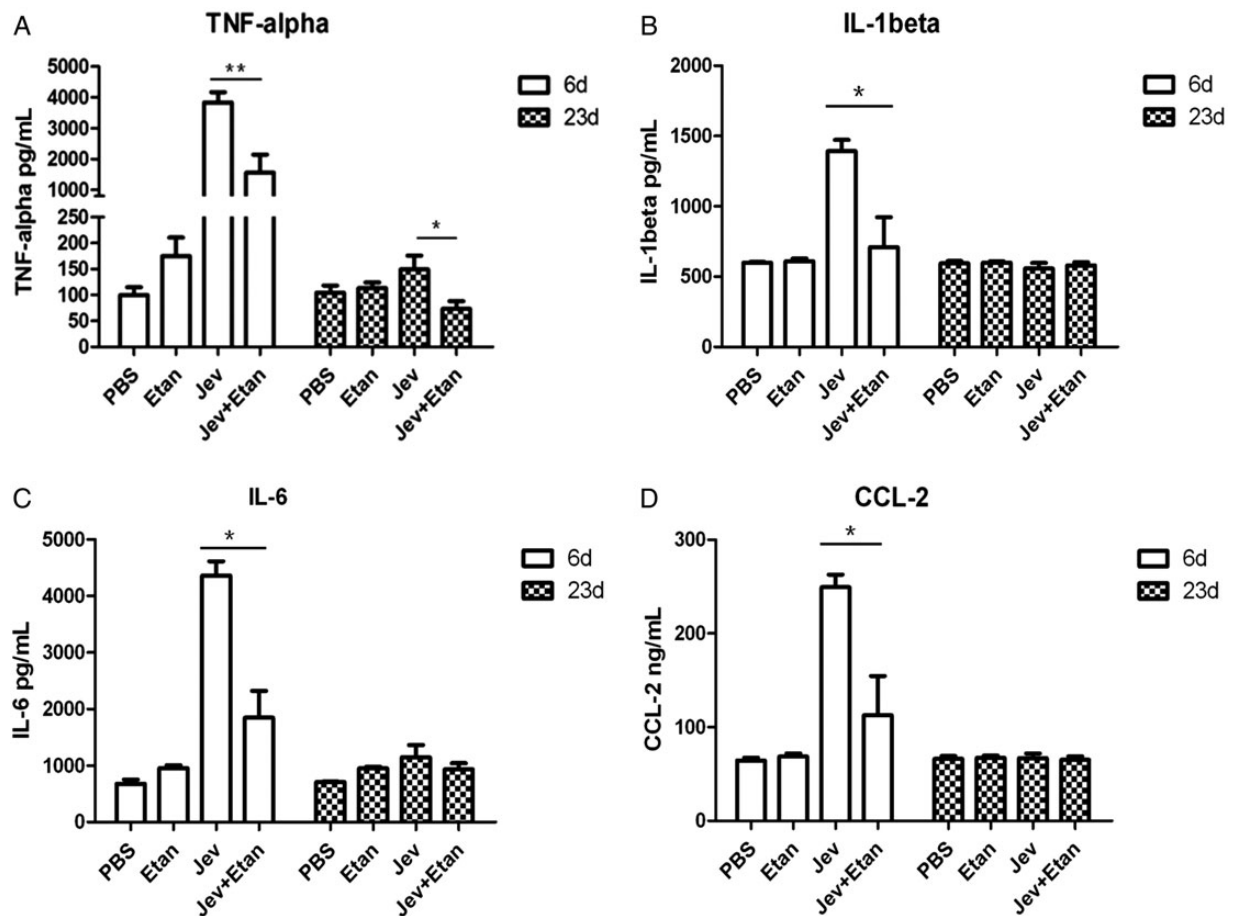 A
TNF-alpha
TNF-alpha pg/mL
5000
4000
3000
2000
1000
250
200
150
100
50
0
**
*
6d
23d
PBS
Etan
Jev
Jev+Etan
PBS
Etan
Jev
Jev+Etan
B
IL-1beta
IL-1beta pg/mL
2000
1500
1000
500
0
*
6d
23d
PBS
Etan
Jev
Jev+Etan
PBS
Etan
Jev
Jev+Etan
C
IL-6
IL-6 pg/mL
5000
4000
3000
2000
1000
0
*
6d
23d
PBS
Etan
Jev
Jev+Etan
PBS
Etan
Jev
Jev+Etan
D
CCL-2
CCL-2 ng/mL
300
200
100
0
*
6d
23d
PBS
Etan
Jev
Jev+Etan
PBS
Etan
Jev
Jev+Etan